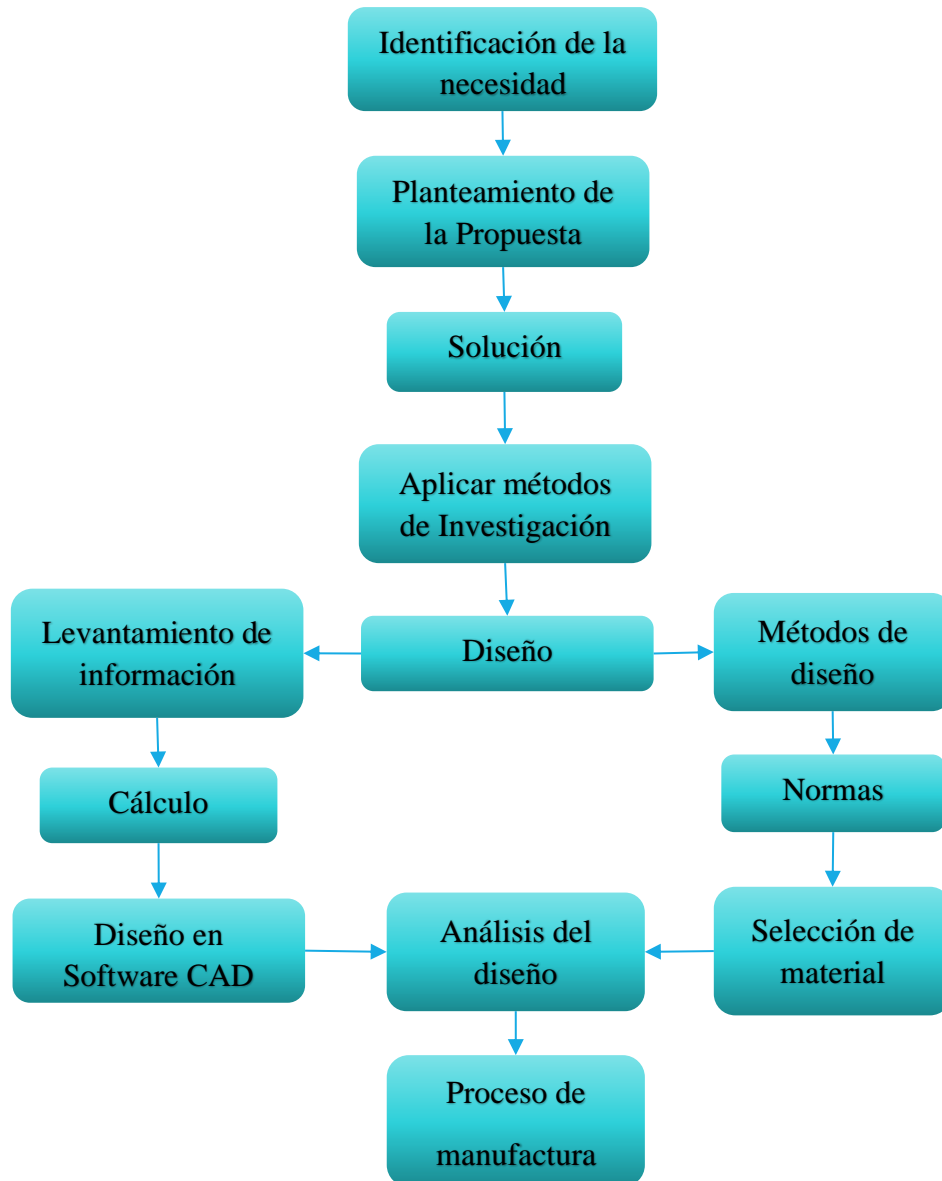 Identificación de la
necesidad
Planteamiento de
la Propuesta
Solución
Aplicar métodos
de Investigación
Levantamiento de
información
Diseño
Métodos de
diseño
Cálculo
Normas
Diseño en
Software CAD
Análisis del
diseño
Selección de
material
Proceso de
manufactura